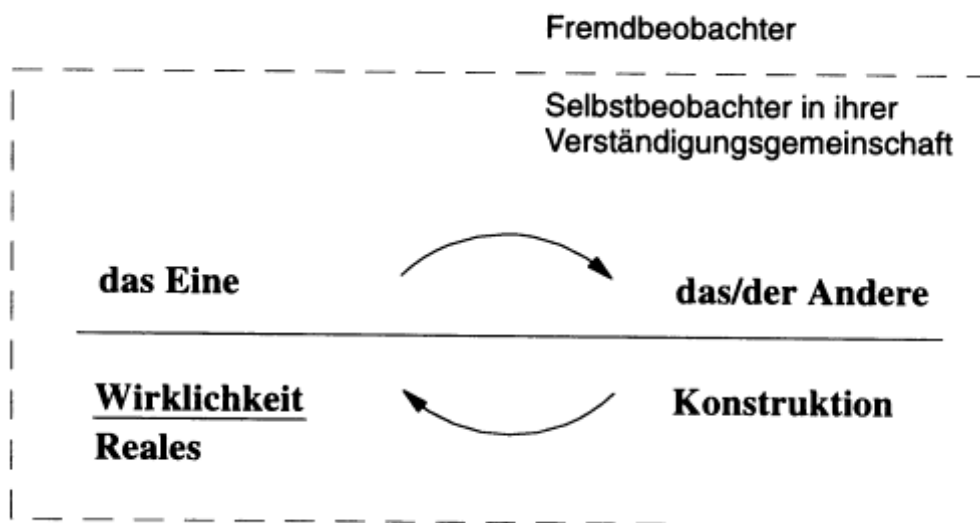 Fremdbeobachter
Selbstbeobachter in ihrer
Verständigungsgemeinschaft
das Eine
das/der Andere
Wirklichkeit
Konstruktion
Reales